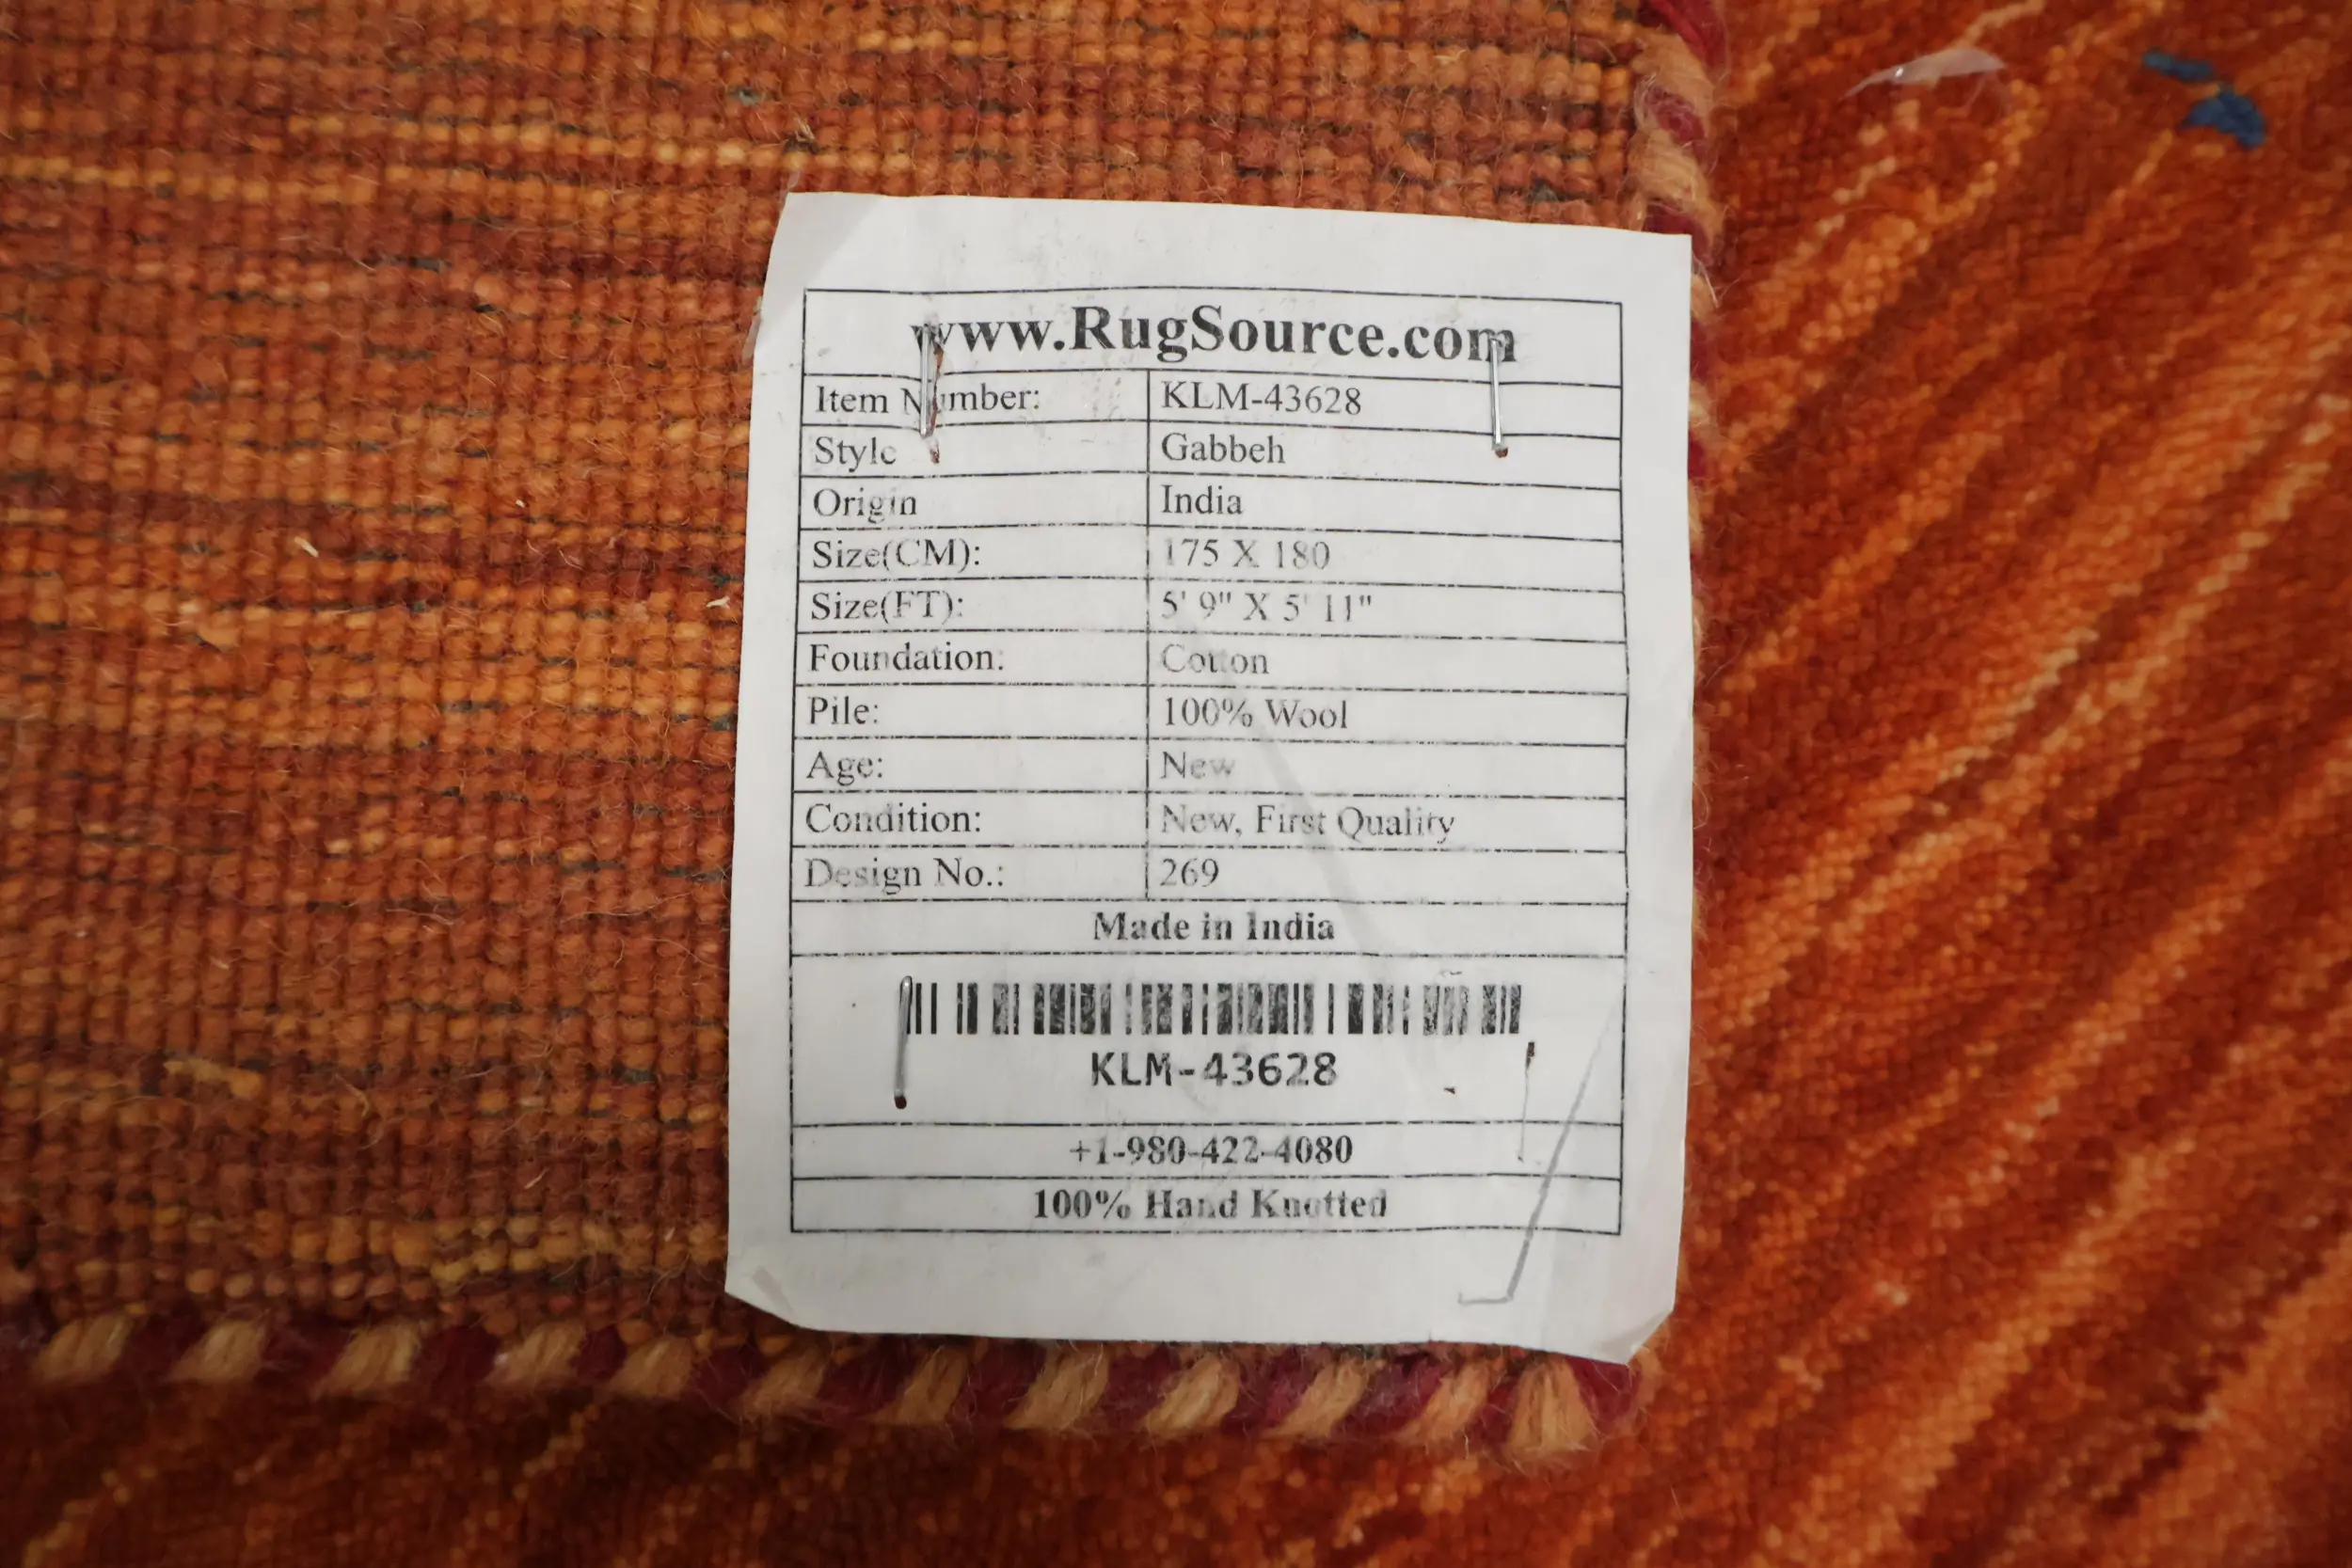 www.RugSource.com
Item Number: KLM-43628
Style Gabbeh
Origin India
Size(CM): 175 X 180
Size(FT): 5' 9" X 5' 11"
Foundation: Cotton
Pile: 100% Wool
Age: New
Condition: New, First Quality
Design No.: 269
Made in India
KLM-43628
+1-980-422-4080
100% Hand Knotted